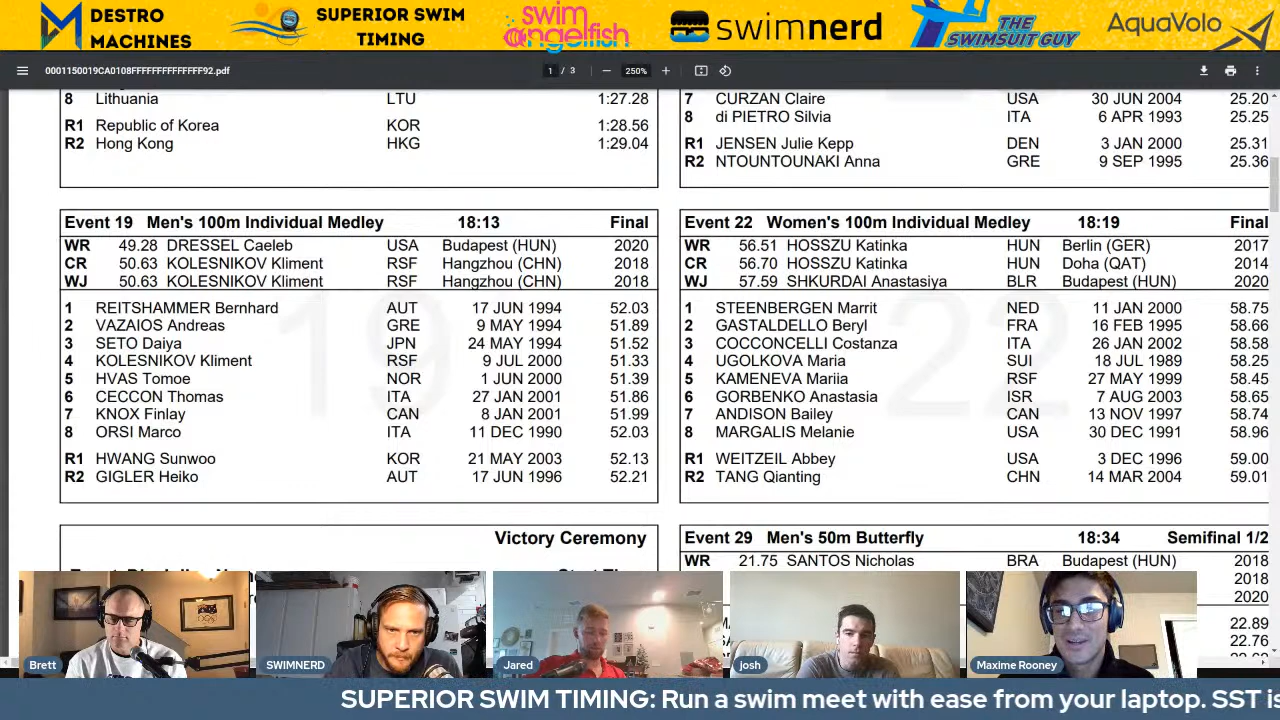 DESTRO
MACHINES
SUPERIOR SWIM
TIMING
swim
angelfish
swimnerd
THE
SWIMSUIT GUY
AquaVolo
0001150019CA0108FFFFFFFFFFFFFF92.pdf
1 / 3
250%
8 Lithuania LTU 1:27.28
R1 Republic of Korea KOR 1:28.56
R2 Hong Kong HKG 1:29.04
7 CURZAN Claire USA 30 JUN 2004 25.20
8 di PIETRO Silvia ITA 6 APR 1993 25.25
R1 JENSEN Julie Kepp DEN 3 JAN 2000 25.31
R2 NTOUNTOUNAKI Anna GRE 9 SEP 1995 25.36
Event 19 Men's 100m Individual Medley 18:13 Final
WR 49.28 DRESSEL Caeleb USA Budapest (HUN) 2020
CR 50.63 KOLESNIKOV Kliment RSF Hangzhou (CHN) 2018
WJ 50.63 KOLESNIKOV Kliment RSF Hangzhou (CHN) 2018
19
1 REITSHAMMER Bernhard AUT 17 JUN 1994 52.03
2 VAZAIOS Andreas GRE 9 MAY 1994 51.89
3 SETO Daiya JPN 24 MAY 1994 51.52
4 KOLESNIKOV Kliment RSF 9 JUL 2000 51.33
5 HVAS Tomoe NOR 1 JUN 2000 51.39
6 CECCON Thomas ITA 27 JAN 2001 51.86
7 KNOX Finlay CAN 8 JAN 2001 51.99
8 ORSI Marco ITA 11 DEC 1990 52.03
R1 HWANG Sunwoo KOR 21 MAY 2003 52.13
R2 GIGLER Heiko AUT 17 JUN 1996 52.21
Event 22 Women's 100m Individual Medley 18:19 Final
WR 56.51 HOSSZU Katinka HUN Berlin (GER) 2017
CR 56.70 HOSSZU Katinka HUN Doha (QAT) 2014
WJ 57.59 SHKURDAI Anastasiya BLR Budapest (HUN) 2020
22
1 STEENBERGEN Marrit NED 11 JAN 2000 58.75
2 GASTALDELLO Beryl FRA 16 FEB 1995 58.66
3 COCCONCELLI Costanza ITA 26 JAN 2002 58.58
4 UGOLKOVA Maria SUI 18 JUL 1989 58.25
5 KAMENEVA Mariia RSF 27 MAY 1999 58.45
6 GORBENKO Anastasia ISR 7 AUG 2003 58.65
7 ANDISON Bailey CAN 13 NOV 1997 58.74
8 MARGALIS Melanie USA 30 DEC 1991 58.96
R1 WEITZEIL Abbey USA 3 DEC 1996 59.00
R2 TANG Qianting CHN 14 MAR 2004 59.01
Victory Ceremony
Event 29 Men's 50m Butterfly 18:34 Semifinal 1/2
WR 21.75 SANTOS Nicholas BRA Budapest (HUN) 2018
2018
2020
22.89
22.76
Brett
SWIMNERD
Jared
josh
Maxime Rooney
SUPERIOR SWIM TIMING: Run a swim meet with ease from your laptop. SST is